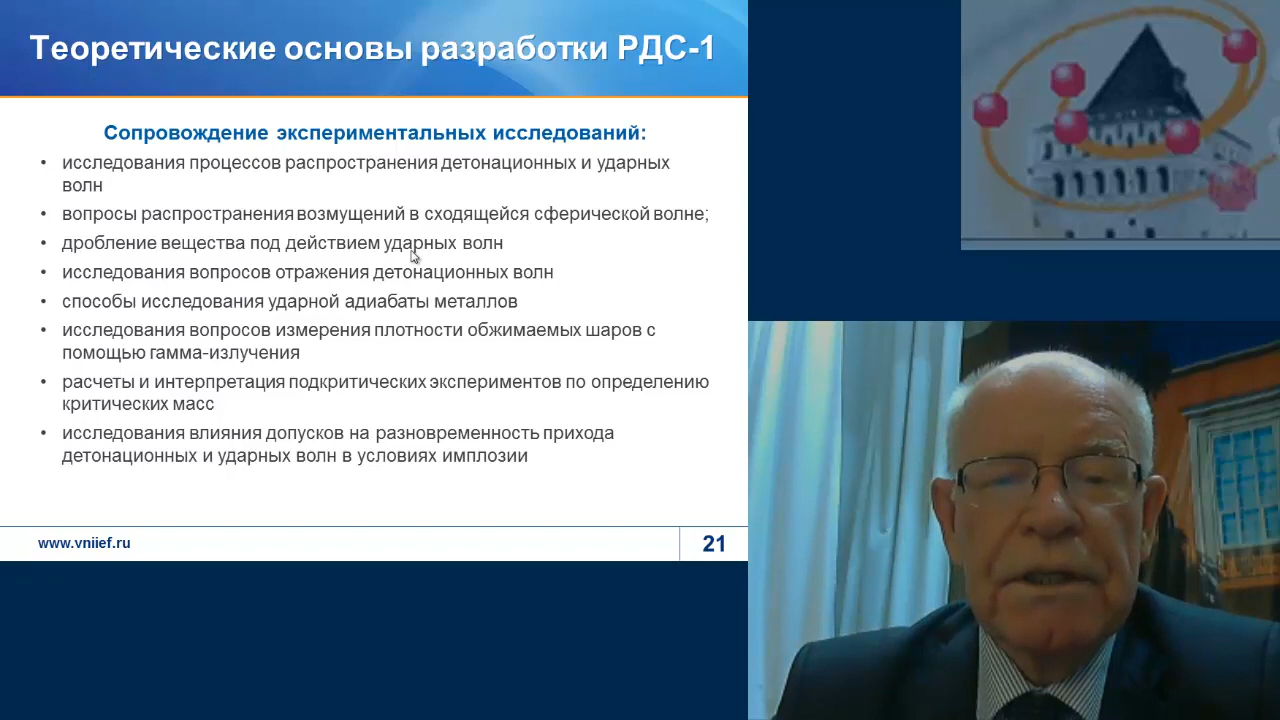 Теоретические основы разработки РДС-1
Сопровождение экспериментальных исследований:
• исследования процессов распространения детонационных и ударных
волн
• вопросы распространения возмущений в сходящейся сферической волне;
• дробление вещества под действием ударных волн
• исследования вопросов отражения детонационных волн
• способы исследования ударной адиабаты металлов
• исследования вопросов измерения плотности обжимаемых шаров с
помощью гамма-излучения
• расчеты и интерпретация подкритических экспериментов по определению
критических масс
• исследования влияния допусков на разновременность прихода
детонационных и ударных волн в условиях имплозии
www.vniief.ru
21